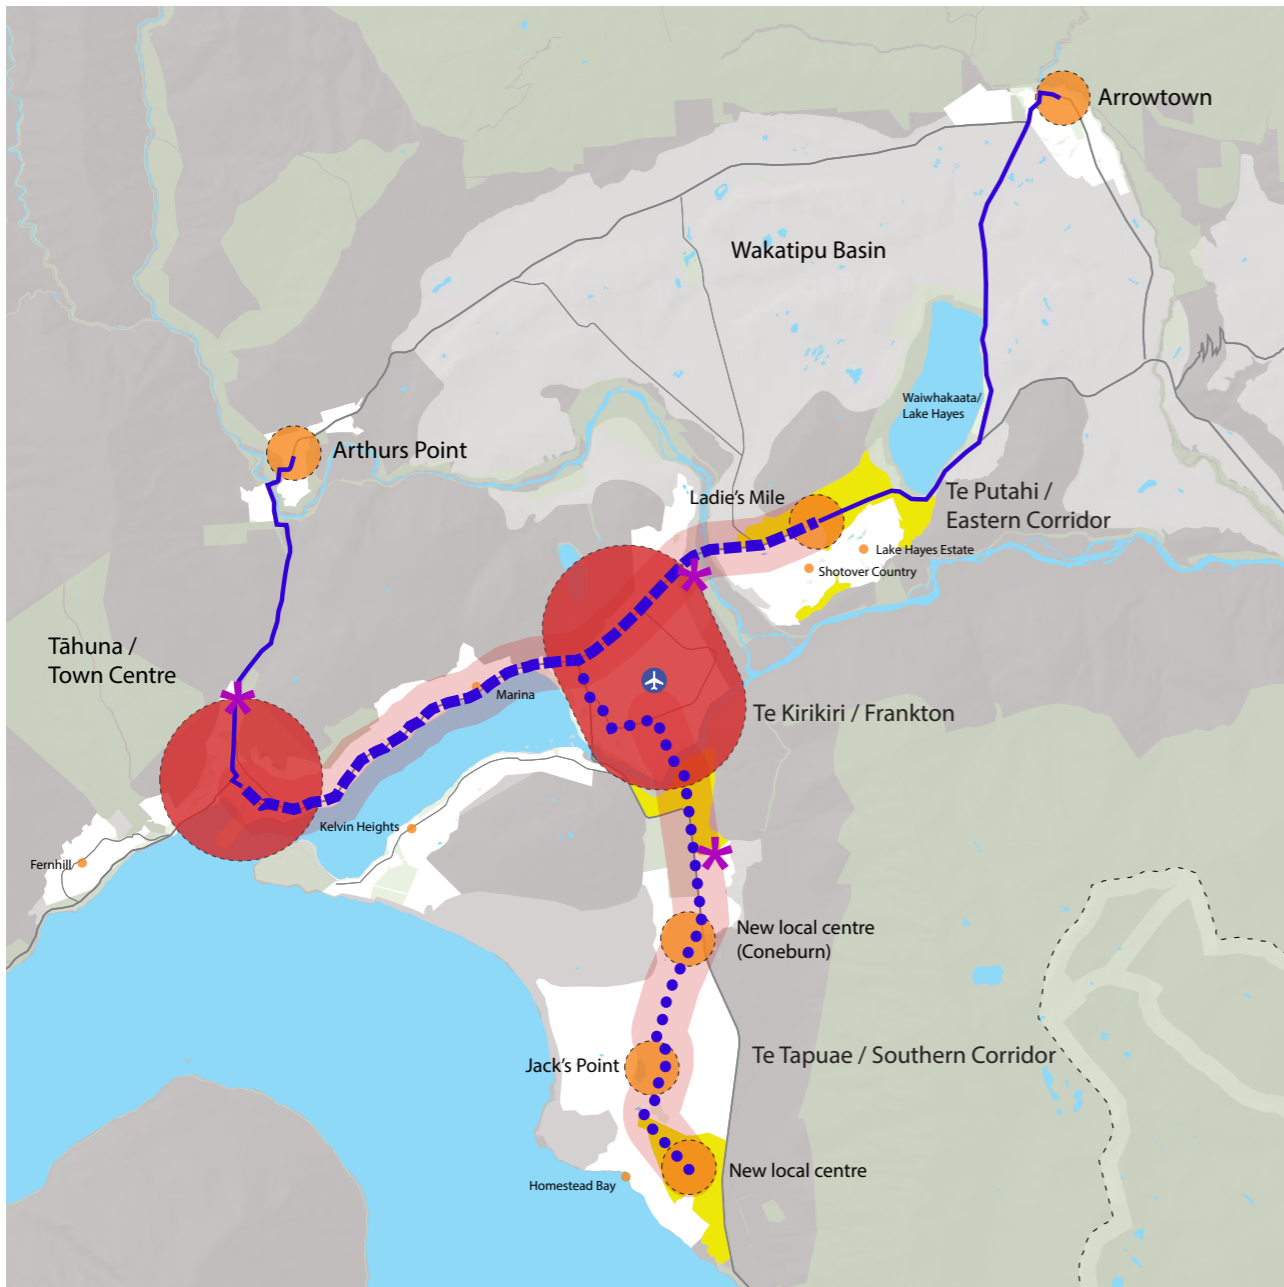 Arrowtown
Wakatipu Basin
Waiwhakaata/
Lake Hayes
Arthurs Point
Ladie's Mile
Te Putahi /
Eastern Corridor
Lake Hayes Estate
Shotover Country
Tāhuna /
Town Centre
Marina
Te Kirikiri / Frankton
Kelvin Heights
Fernhill
New local centre
(Coneburn)
Te Tapuae / Southern Corridor
Jack's Point
New local centre
Homestead Bay